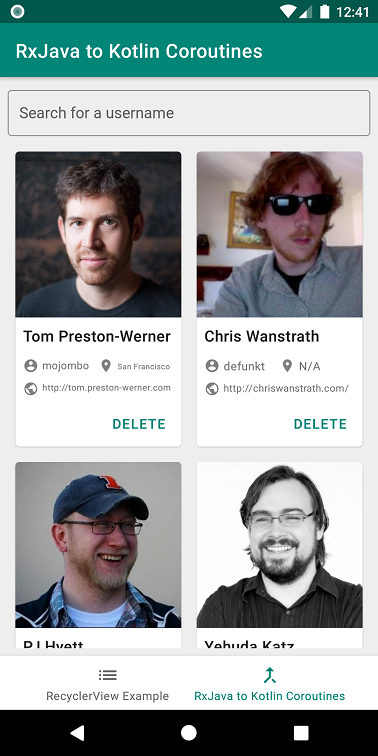 12:41
RxJava to Kotlin Coroutines
Search for a username
Tom Preston-Werner
mojombo San Francisco
http://tom.preston-werner.com
DELETE
Chris Wanstrath
defunkt N/A
http://chriswanstrath.com/
DELETE
PJ Hyett
Yehuda Katz
RecyclerView Example
RxJava to Kotlin Coroutines